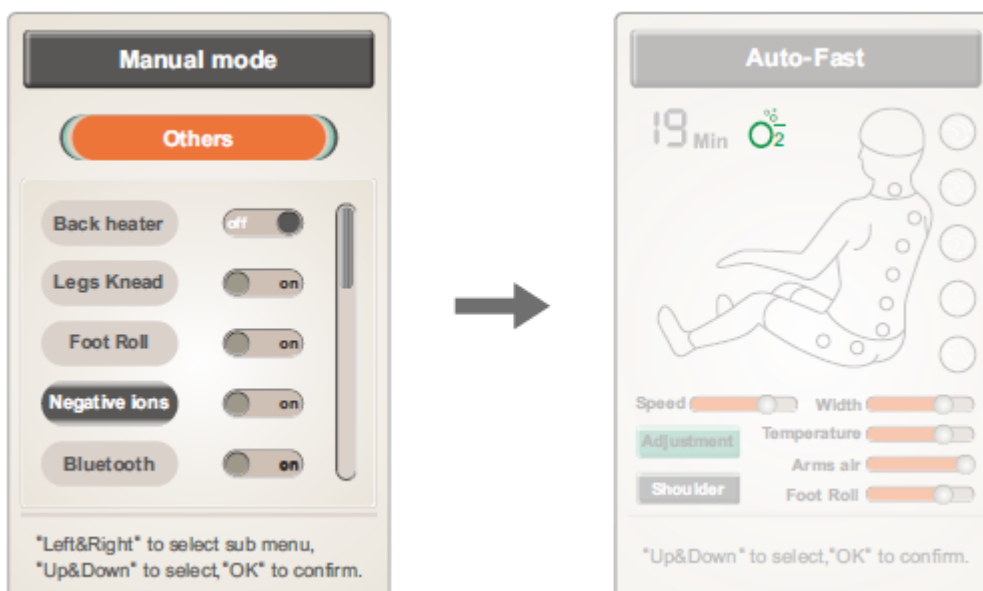 Manual mode
Others
Back heater off
Legs Knead on
Foot Roll on
Negative ions on
Bluetooth on
"Left&Right" to select sub menu,
"Up&Down" to select,"OK" to confirm.
Auto-Fast
19 Min O2
Speed Width
Adjustment Temperature
Arms air
Shoulder Foot Roll
"Up&Down" to select,"OK" to confirm.